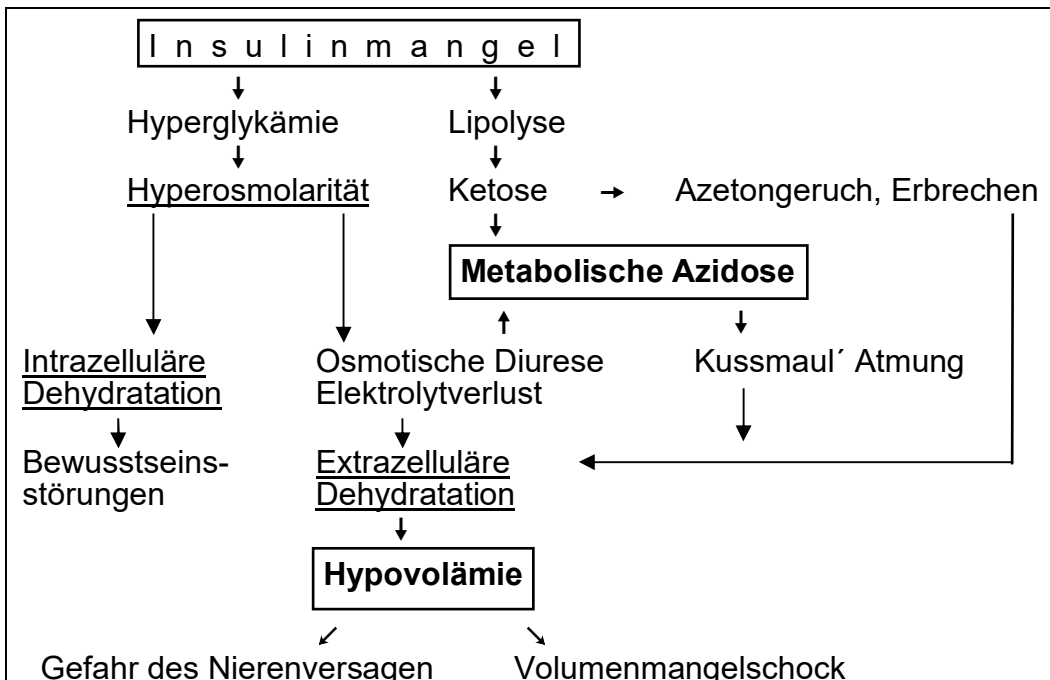 Insulinmangel
Hyperglykämie Lipolyse
Hyperosmolarität Ketose Azetongeruch, Erbrechen
Metabolische Azidose
Intrazelluläre Osmotische Diurese Kussmaul´ Atmung
Dehydratation Elektrolytverlust
Bewusstseins- Extrazelluläre
störungen Dehydratation
Hypovolämie
Gefahr des Nierenversagen Volumenmangelschock